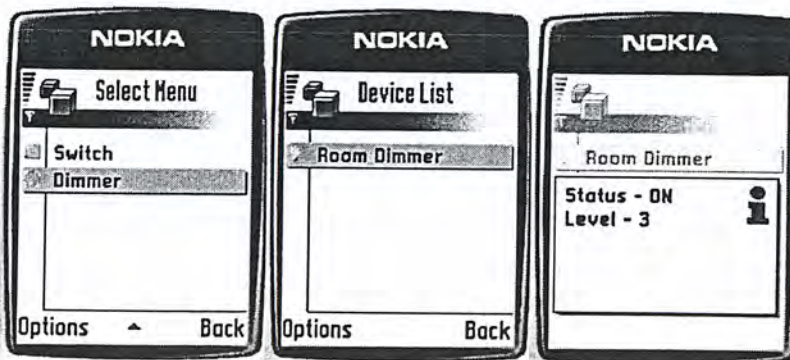 NOKIA
Select Menu
Switch
Dimmer
Options
Back
NOKIA
Device List
Room Dimmer
Options
Back
NOKIA
Room Dimmer
Status - ON
Level - 3